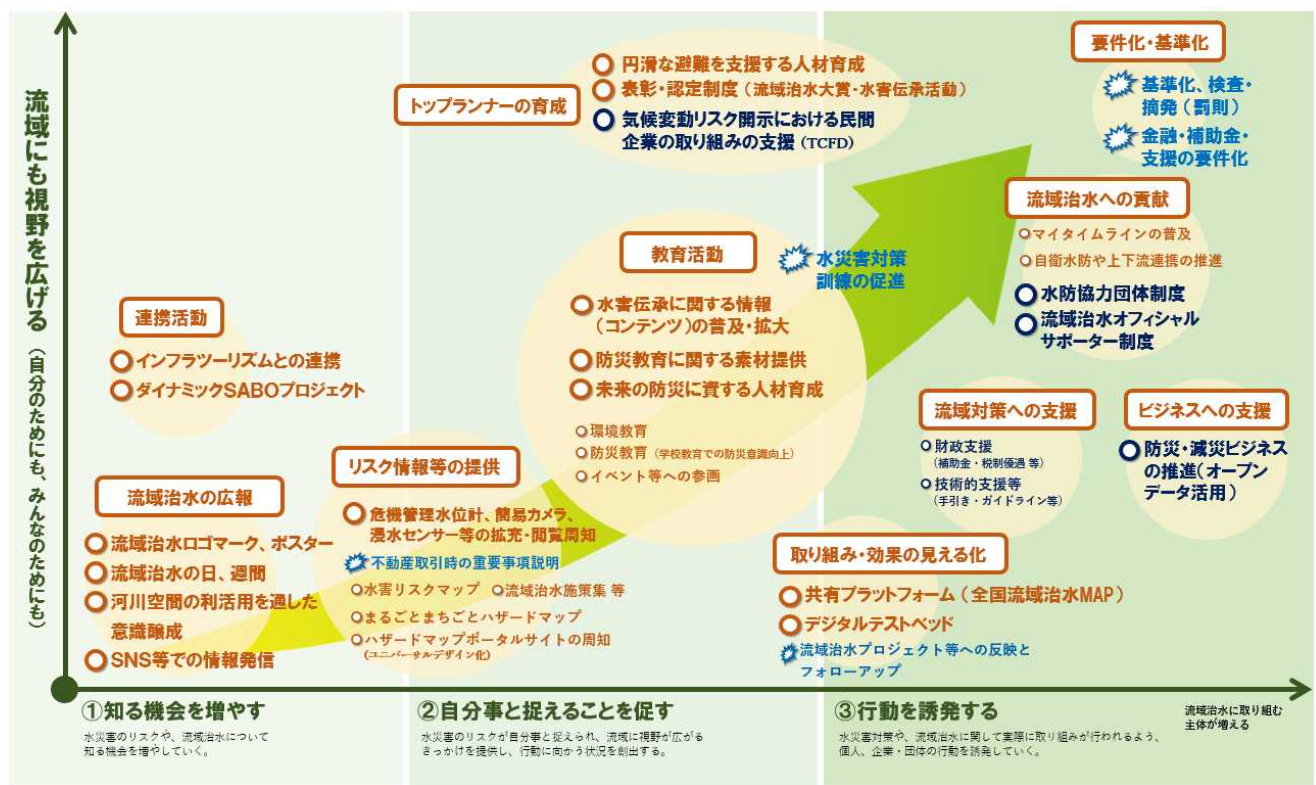 流域にも視野を広げる(自分のためにも、みんなのためにも)
連携活動
インフラツーリズムとの連携
ダイナミックSABOプロジェクト
流域治水の広報
流域治水ロゴマーク、ポスター
流域治水の日、週間
河川空間の利活用を通した
意識醸成
SNS等での情報発信
トップランナーの育成
円滑な避難を支援する人材育成
表彰・認定制度(流域治水大賞・水害伝承活動)
気候変動リスク開示における民間
企業の取り組みの支援(TCFD)
教育活動
水災害対策
訓練の促進
水害伝承に関する情報
(コンテンツ)の普及・拡大
防災教育に関する素材提供
未来の防災に資する人材育成
環境教育
防災教育(学校教育での防災意識向上)
イベント等への参画
リスク情報等の提供
危機管理水位計、簡易カメラ、
浸水センサー等の拡充・閲覧周知
不動産取引時の重要事項説明
水害リスクマップ 流域治水施策集 等
まるごとまちごとハザードマップ
ハザードマップポータルサイトの周知
(ユニバーサルデザイン化)
要件化・基準化
基準化、検査・
摘発(罰則)
金融・補助金・
支援の要件化
流域治水への貢献
マイタイムラインの普及
自衛水防や上下流連携の推進
水防協力団体制度
流域治水オフィシャル
サポーター制度
流域対策への支援
財政支援
(補助金・税制優遇 等)
技術的支援等
(手引き・ガイドライン等)
ビジネスへの支援
防災・減災ビジネス
の推進(オープン
データ活用)
取り組み・効果の見える化
共有プラットフォーム(全国流域治水MAP)
デジタルテストベッド
流域治水プロジェクト等への反映と
フォローアップ
①知る機会を増やす
水災害のリスクや、流域治水について
知る機会を増やしていく。
②自分事と捉えることを促す
水災害のリスクが自分事と捉えられ、流域に視野が広がる
きっかけを提供し、行動に向かう状況を創出する。
③行動を誘発する
水災害対策や、流域治水に関して実際に取り組みが行われるよう、
個人、企業・団体の行動を誘発していく。
流域治水に取り組む
主体が増える